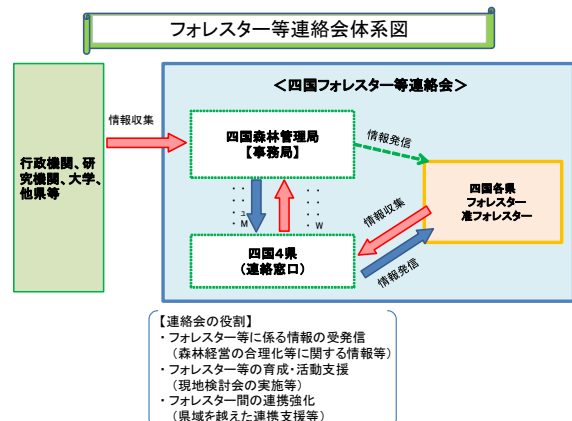 フォレスター等連絡会体系図
<四国フォレスター等連絡会>
情報収集
行政機関、研
究機関、大学、
他県等
四国森林管理局
【事務局】
情報発信
四国各県
フォレスター
准フォレスター
情報収集
情報発信
四国4県
(連絡窓口)
【連絡会の役割】
・フォレスター等に係る情報の受発信
(森林経営の合理化等に関する情報等)
・フォレスター等の育成・活動支援
(現地検討会の実施等)
・フォレスター間の連携強化
(県域を越えた連携支援等)